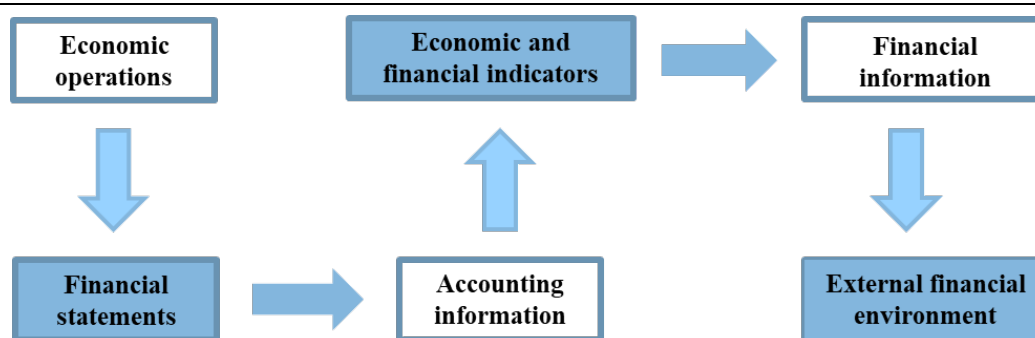 Economic
operations
Economic and
financial indicators
Financial
information
Financial
statements
Accounting
information
External financial
environment